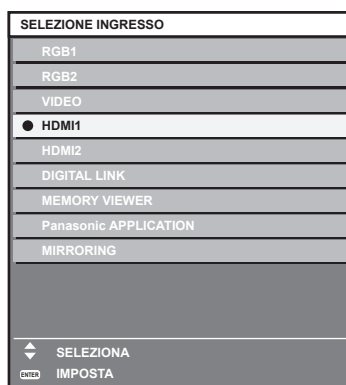 SELEZIONE INGRESSO
RGB1
RGB2
VIDEO
HDMI1
HDMI2
DIGITAL LINK
MEMORY VIEWER
Panasonic APPLICATION
MIRRORING
SELEZIONA
ENTER IMPOSTA